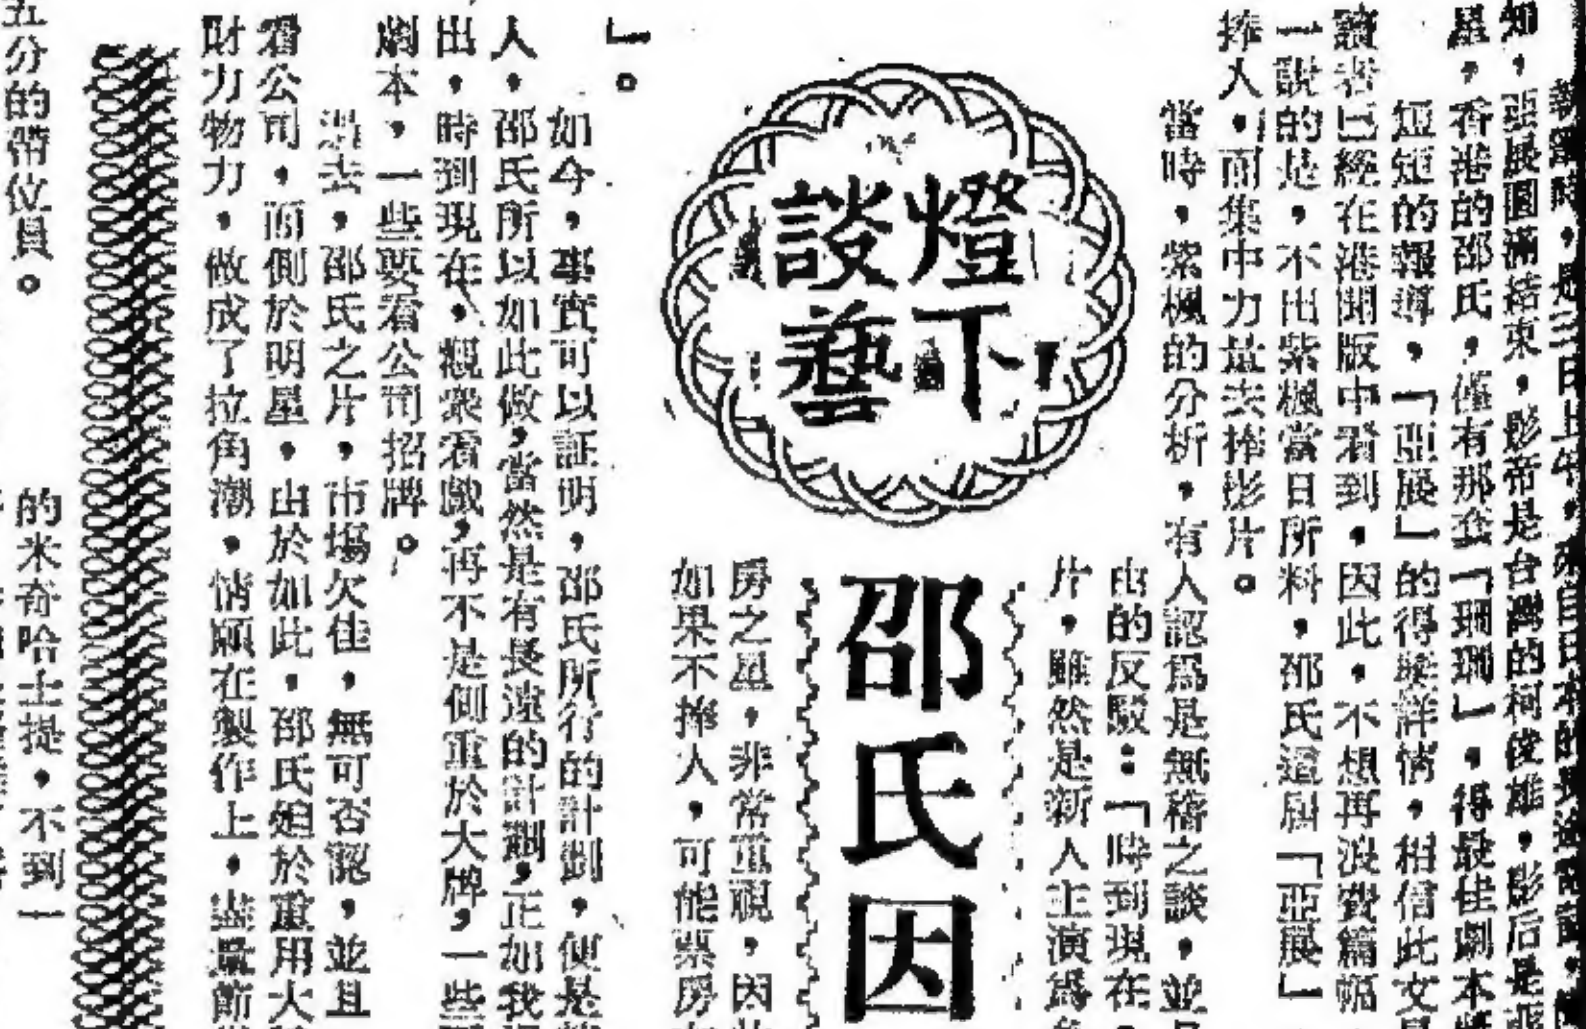 知，亞展圓滿結束，影帝是台灣的柯俊雄，影后是
星，香港的邵氏，僅有那套「珊珊」，得最佳劇本
短短的報導，「亞展」的得獎詳情，相信此文
讀者已經在港聞版中看到，因此，不想再浪費篇幅
一說的是，不出紫楓當日所料，邵氏這屆「亞展」
捧人，而集中力量去捧影片。
當時，紫楓的分析，有人認爲是無稽之談，並
由的反駁：「時到現在，
片，雖然是新人主演爲
燈下
談藝
邵氏因
房之星，非常重視，因
如果不捧人，可能票房
」。
如今，事實可以証明，邵氏所行的計劃，便是
人，邵氏所以如此做，當然是有長遠的計劃，正如我
出，時到現在，觀衆看戲，再不是側重於大牌，一些
劇本，一些要看公司招牌。
過去，邵氏之片，市場欠佳，無可否認，並且
看公司，而側於明星，由於如此，邵氏廹於重用大
財力物力，做成了拉角潮，情願在製作上，盡量節
五分的帶位員。
的米奇哈士提，不到一